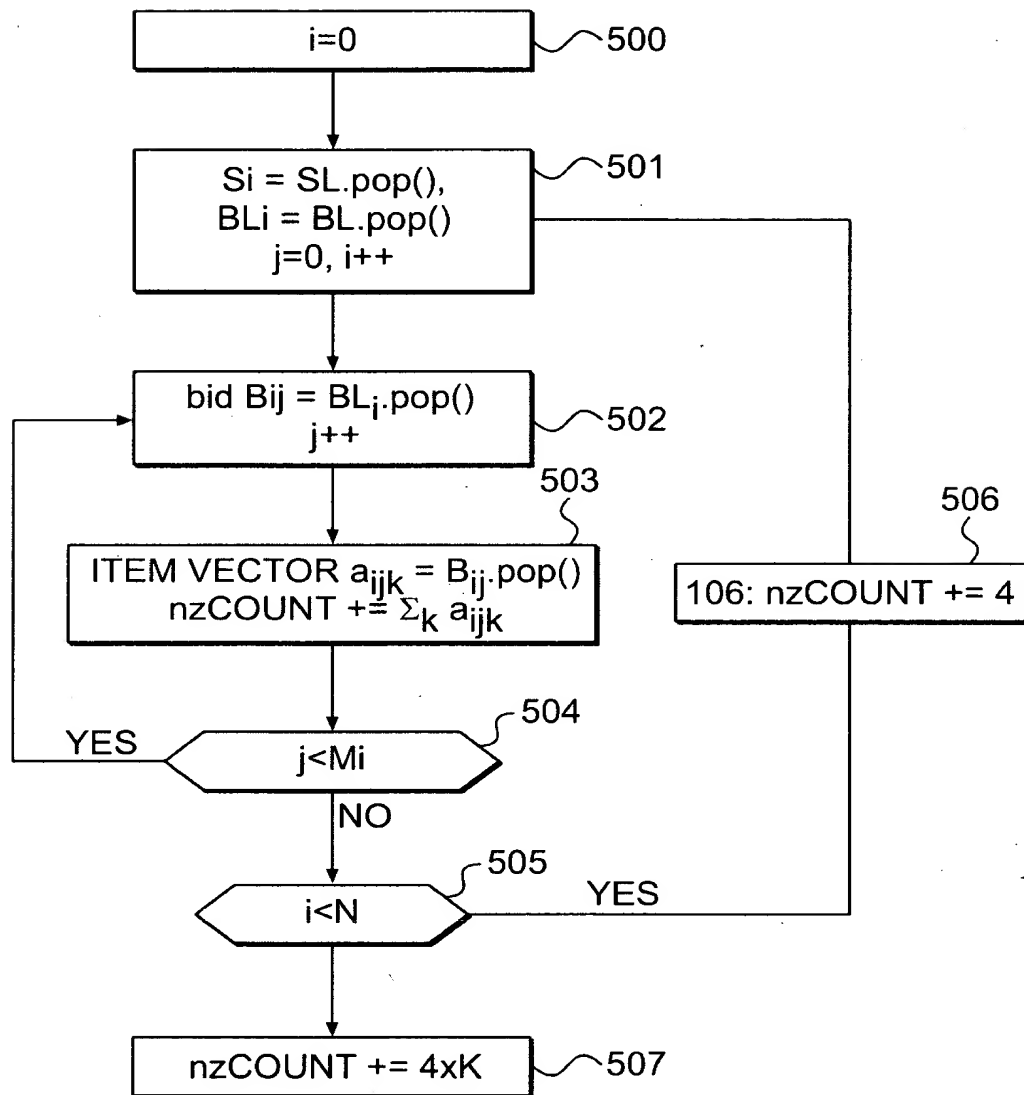 i=0
500
Si = SL.pop(),
BLi = BL.pop()
j=0, i++
501
bid Bij = BLi.pop()
j++
502
503
ITEM VECTOR aijk = Bij.pop()
nzCOUNT += Σk aijk
506
106: nzCOUNT += 4
504
YES
j<Mi
NO
505
i<N
YES
nzCOUNT += 4xK
507